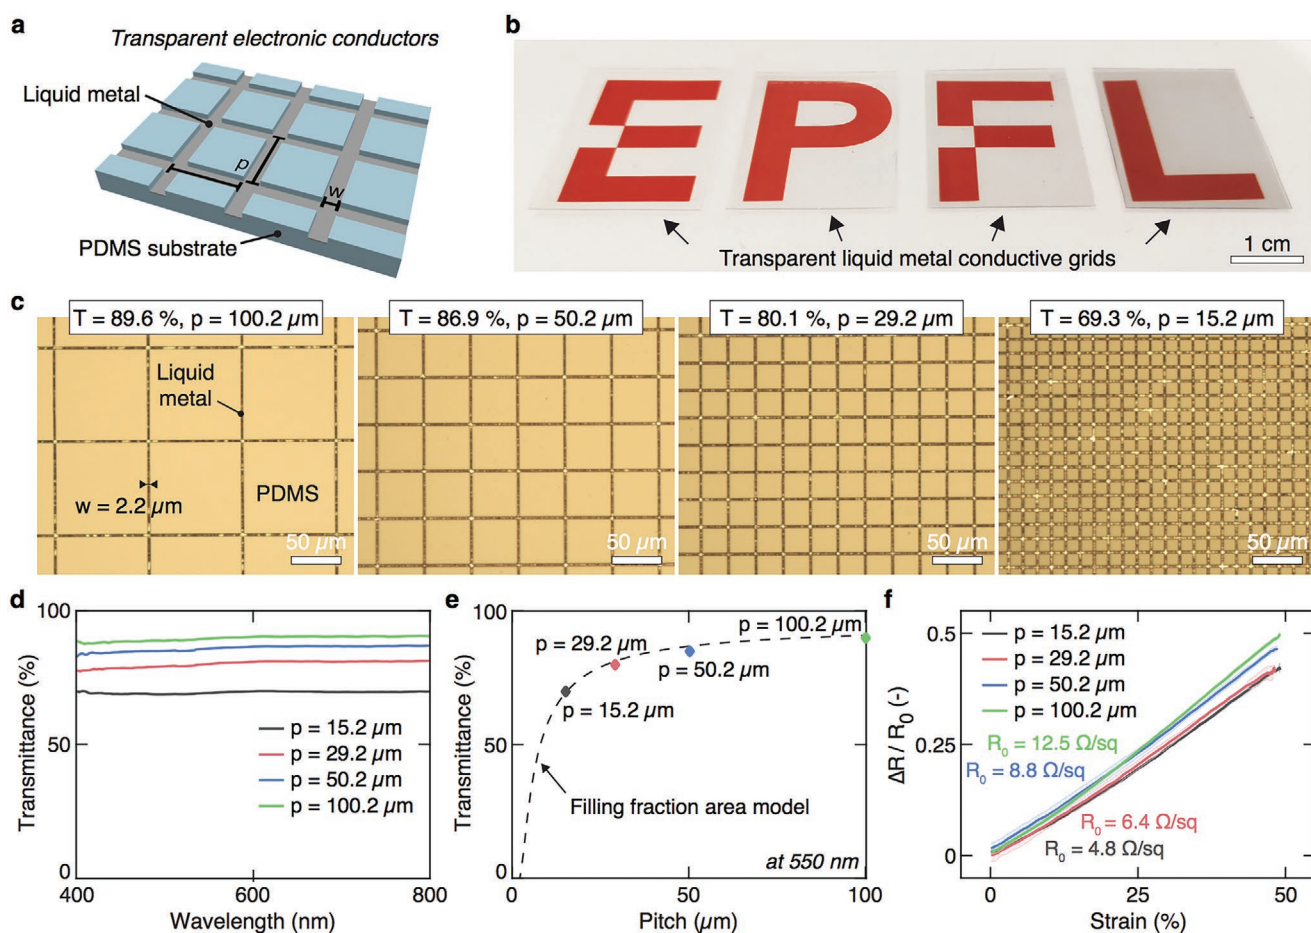 a
Transparent electronic conductors
Liquid metal
p
w
PDMS substrate
b
E P F L
Transparent liquid metal conductive grids
1 cm
c
T = 89.6 %, p = 100.2 µm
T = 86.9 %, p = 50.2 µm
T = 80.1 %, p = 29.2 µm
T = 69.3 %, p = 15.2 µm
Liquid
metal
w = 2.2 µm
PDMS
50 µm
50 µm
50 µm
50 µm
d
Transmittance (%)
100
50
0
400
600
800
Wavelength (nm)
p = 15.2 µm
p = 29.2 µm
p = 50.2 µm
p = 100.2 µm
e
Transmittance (%)
100
50
0
0
50
100
Pitch (µm)
p = 29.2 µm
p = 100.2 µm
p = 50.2 µm
p = 15.2 µm
Filling fraction area model
at 550 nm
f
ΔR / R0 (-)
0.5
0.25
0
0
25
50
Strain (%)
p = 15.2 µm
p = 29.2 µm
p = 50.2 µm
p = 100.2 µm
R0 = 12.5 Ω/sq
R0 = 8.8 Ω/sq
R0 = 6.4 Ω/sq
R0 = 4.8 Ω/sq